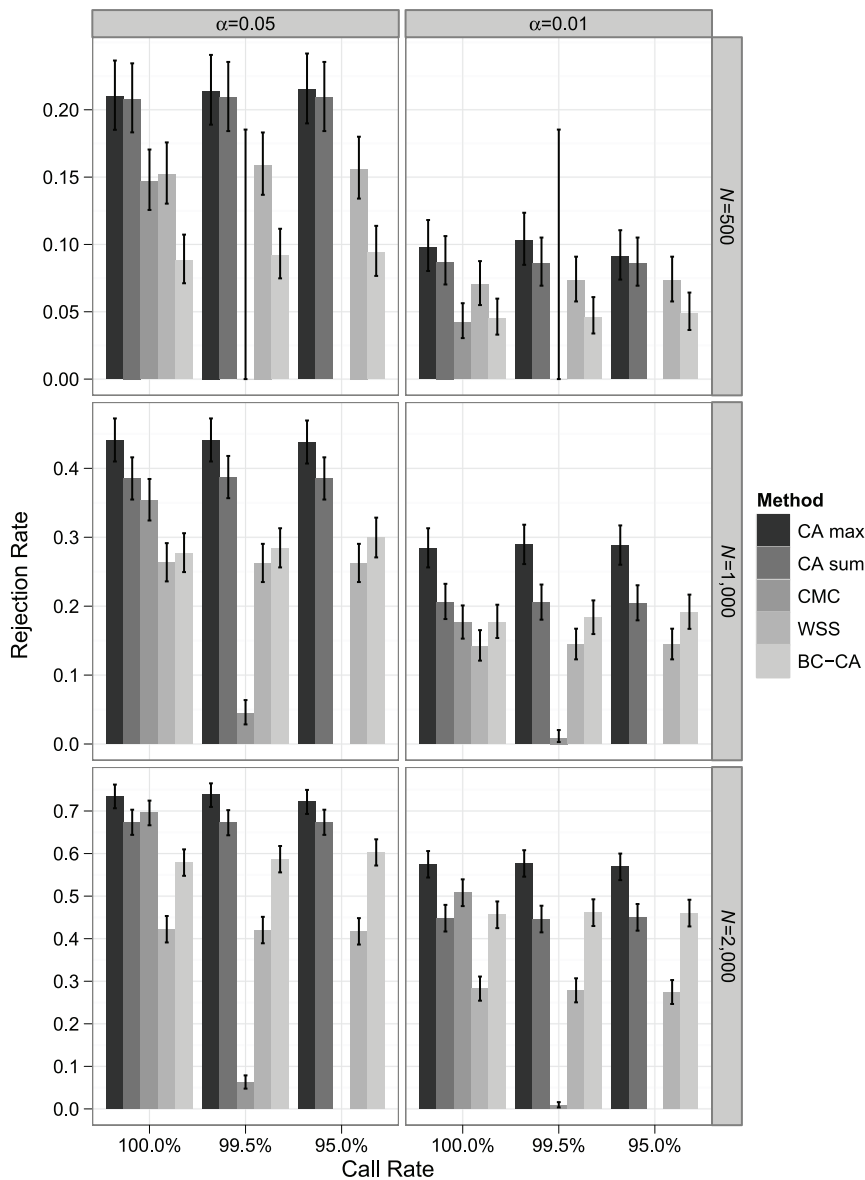 α=0.05
α=0.01
0.20
0.15
0.10
0.05
0.00
N=500
0.4
0.3
0.2
0.1
0.0
N=1,000
0.7
0.6
0.5
0.4
0.3
0.2
0.1
0.0
N=2,000
Rejection Rate
100.0%
99.5%
95.0%
100.0%
99.5%
95.0%
Call Rate
Method
CA max
CA sum
CMC
WSS
BC−CA